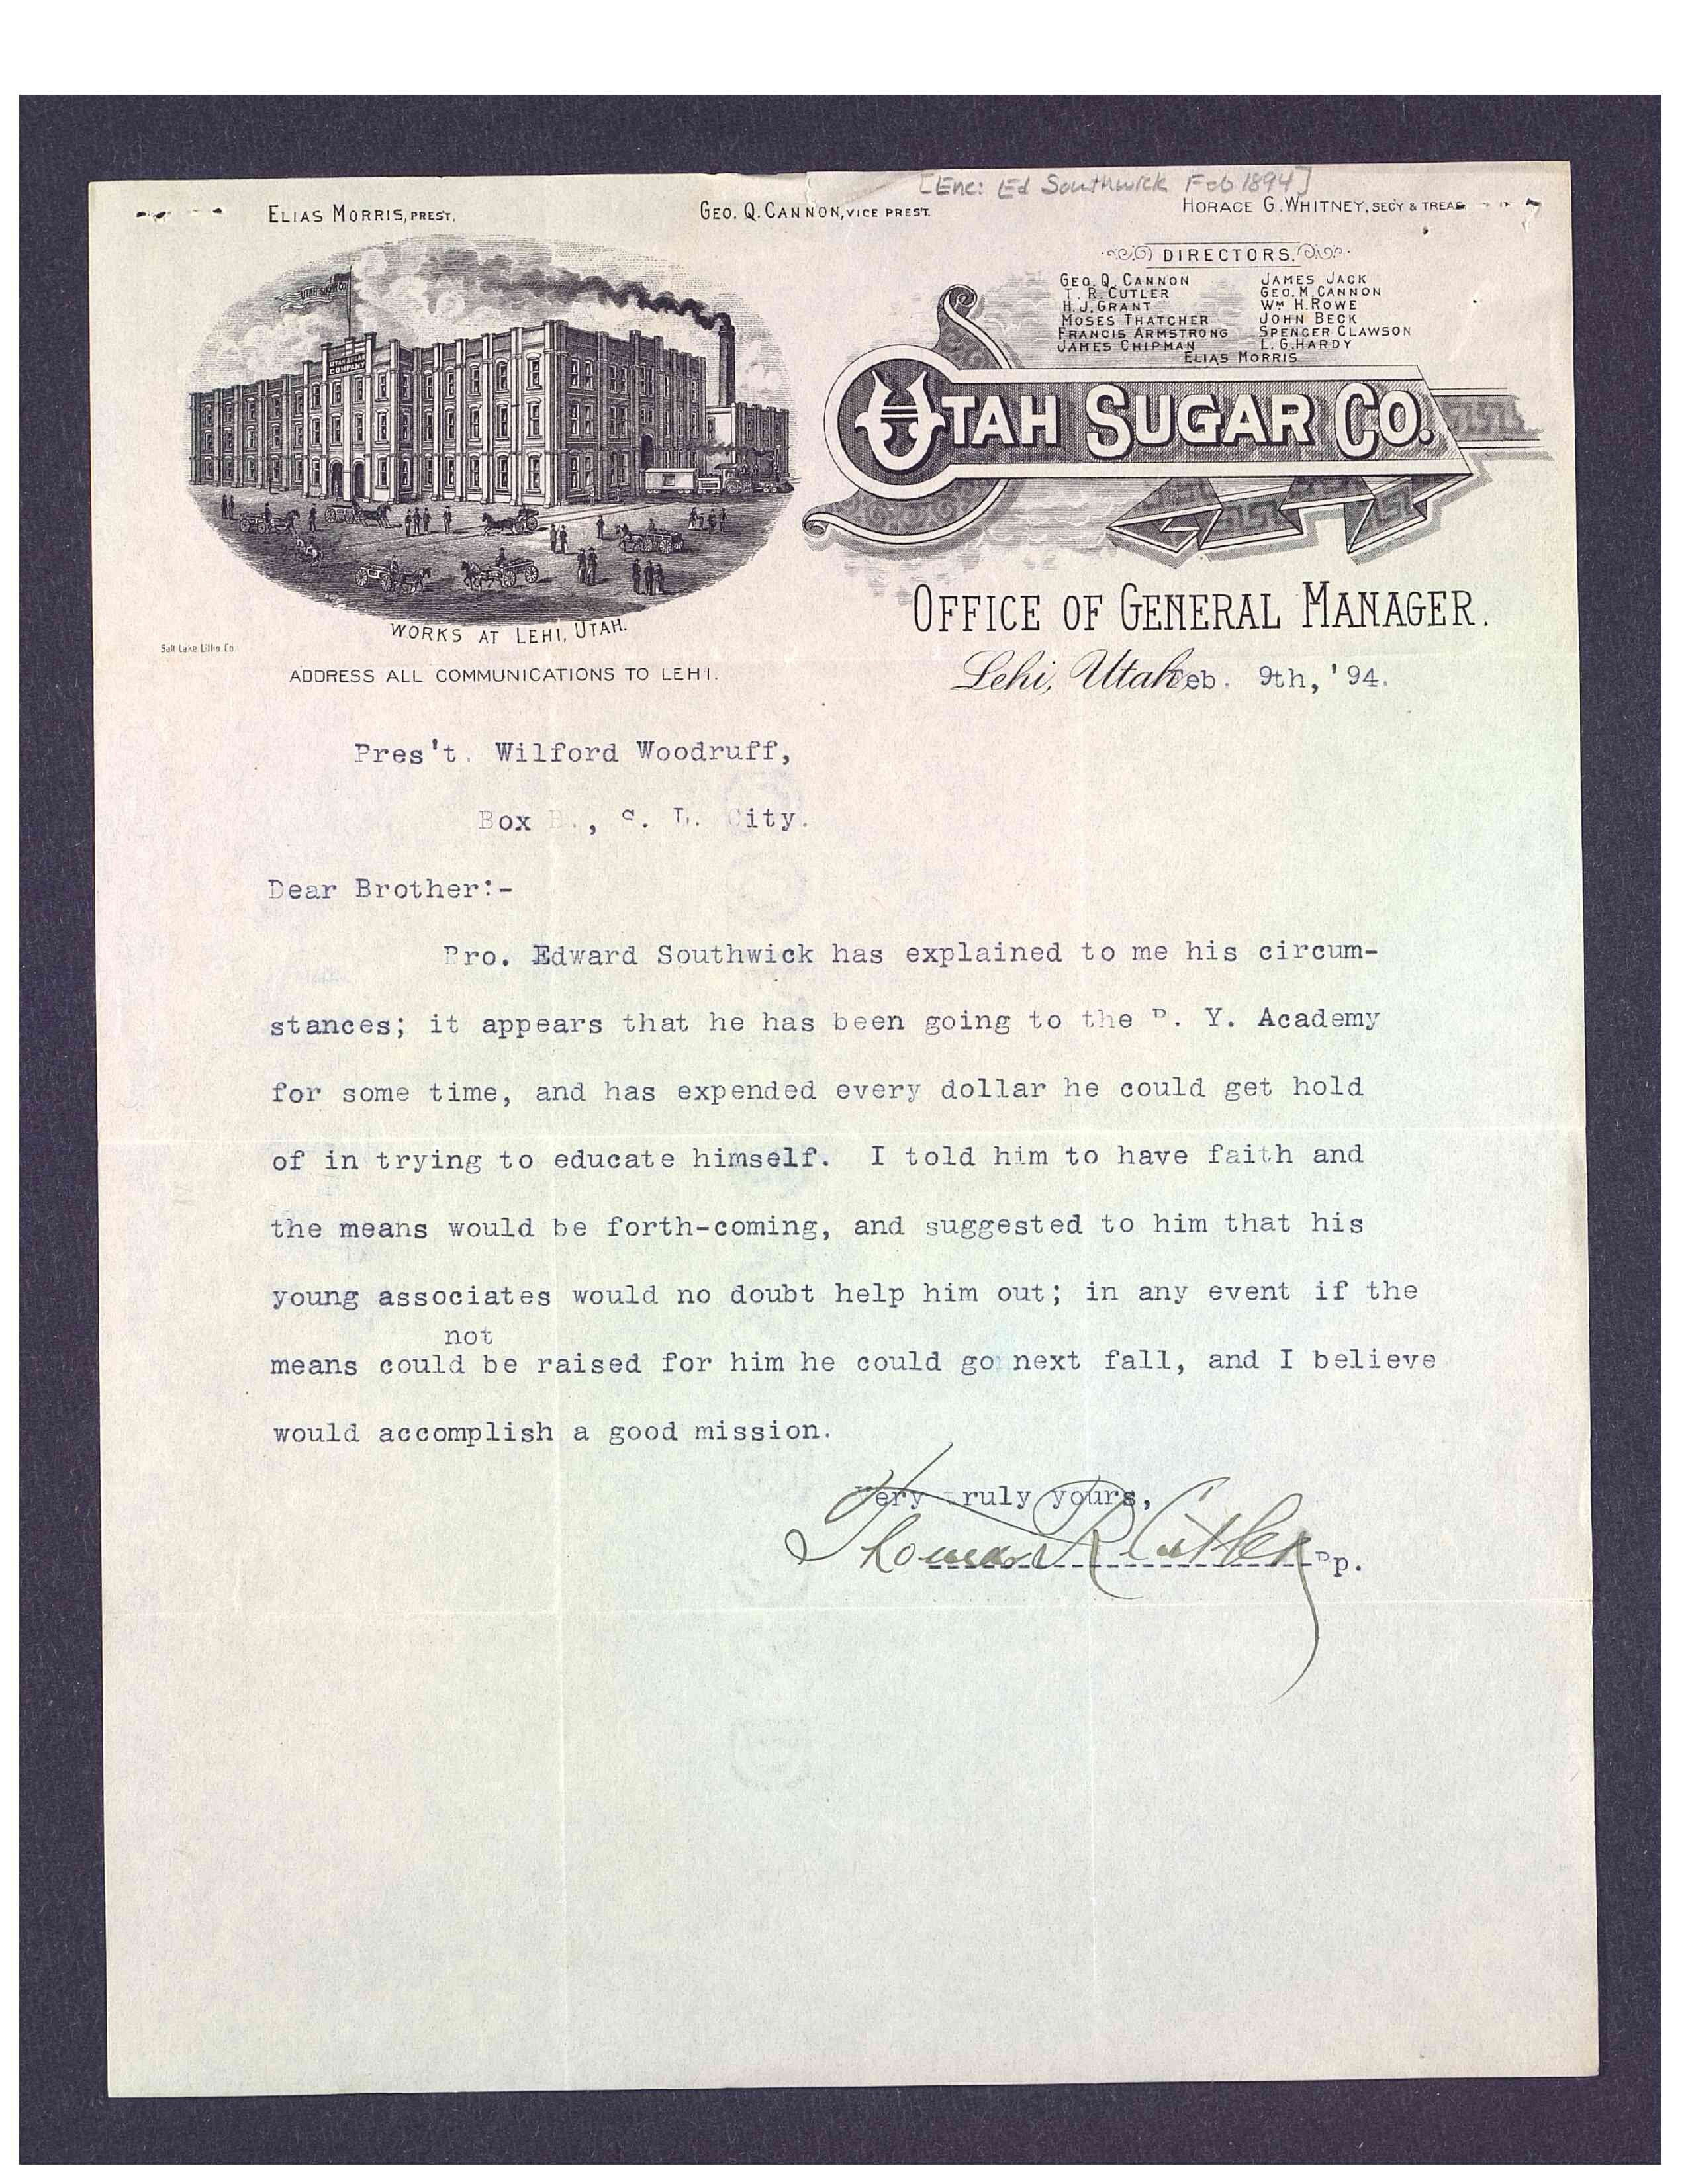 [Enc: Ed Southwick Feb 1894]
ELIAS MORRIS, PREST. GEO. Q. CANNON, VICE PREST. HORACE G. WHITNEY, SECY & TREAS
DIRECTORS.
GEO. Q. CANNON JAMES JACK
T. R. CUTLER GEO. M. CANNON
H. J. GRANT WM H. ROWE
MOSES THATCHER JOHN BECK
FRANCIS ARMSTRONG SPENCER CLAWSON
JAMES CHIPMAN L. G. HARDY
ELIAS MORRIS
UTAH SUGAR CO
UTAH SUGAR
COMPANY
UTAH SUGAR CO.
OFFICE OF GENERAL MANAGER.
WORKS AT LEHI, UTAH.
Salt Lake Litho. Co.
ADDRESS ALL COMMUNICATIONS TO LEHI.
Lehi, Utah, Feb. 9th, '94.
Pres't. Wilford Woodruff,
Box B., S. L. City.
Dear Brother:-
Bro. Edward Southwick has explained to me his circum-
stances; it appears that he has been going to the B. Y. Academy
for some time, and has expended every dollar he could get hold
of in trying to educate himself. I told him to have faith and
the means would be forth-coming, and suggested to him that his
young associates would no doubt help him out; in any event if the
not
means could be raised for him he could go next fall, and I believe
would accomplish a good mission.
Very truly yours,
Thomas R Cutler
--------------------Bp.